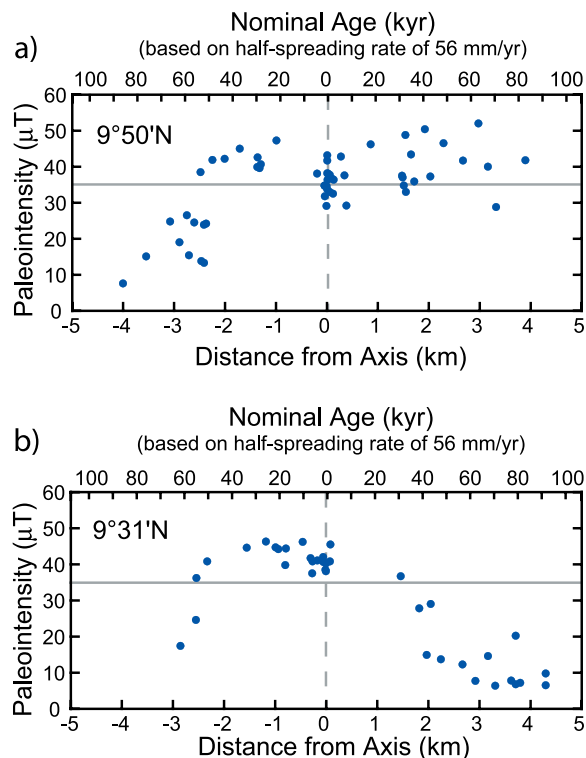 Nominal Age (kyr)
a)
(based on half-spreading rate of 56 mm/yr)
100 80 60 40 20 0 20 40 60 80 100
60
50
40
30
20
10
0
Paleointensity (μT)
9°50'N
-5 -4 -3 -2 -1 0 1 2 3 4 5
Distance from Axis (km)
Nominal Age (kyr)
b)
(based on half-spreading rate of 56 mm/yr)
100 80 60 40 20 0 20 40 60 80 100
60
50
40
30
20
10
0
Paleointensity (μT)
9°31'N
-5 -4 -3 -2 -1 0 1 2 3 4 5
Distance from Axis (km)